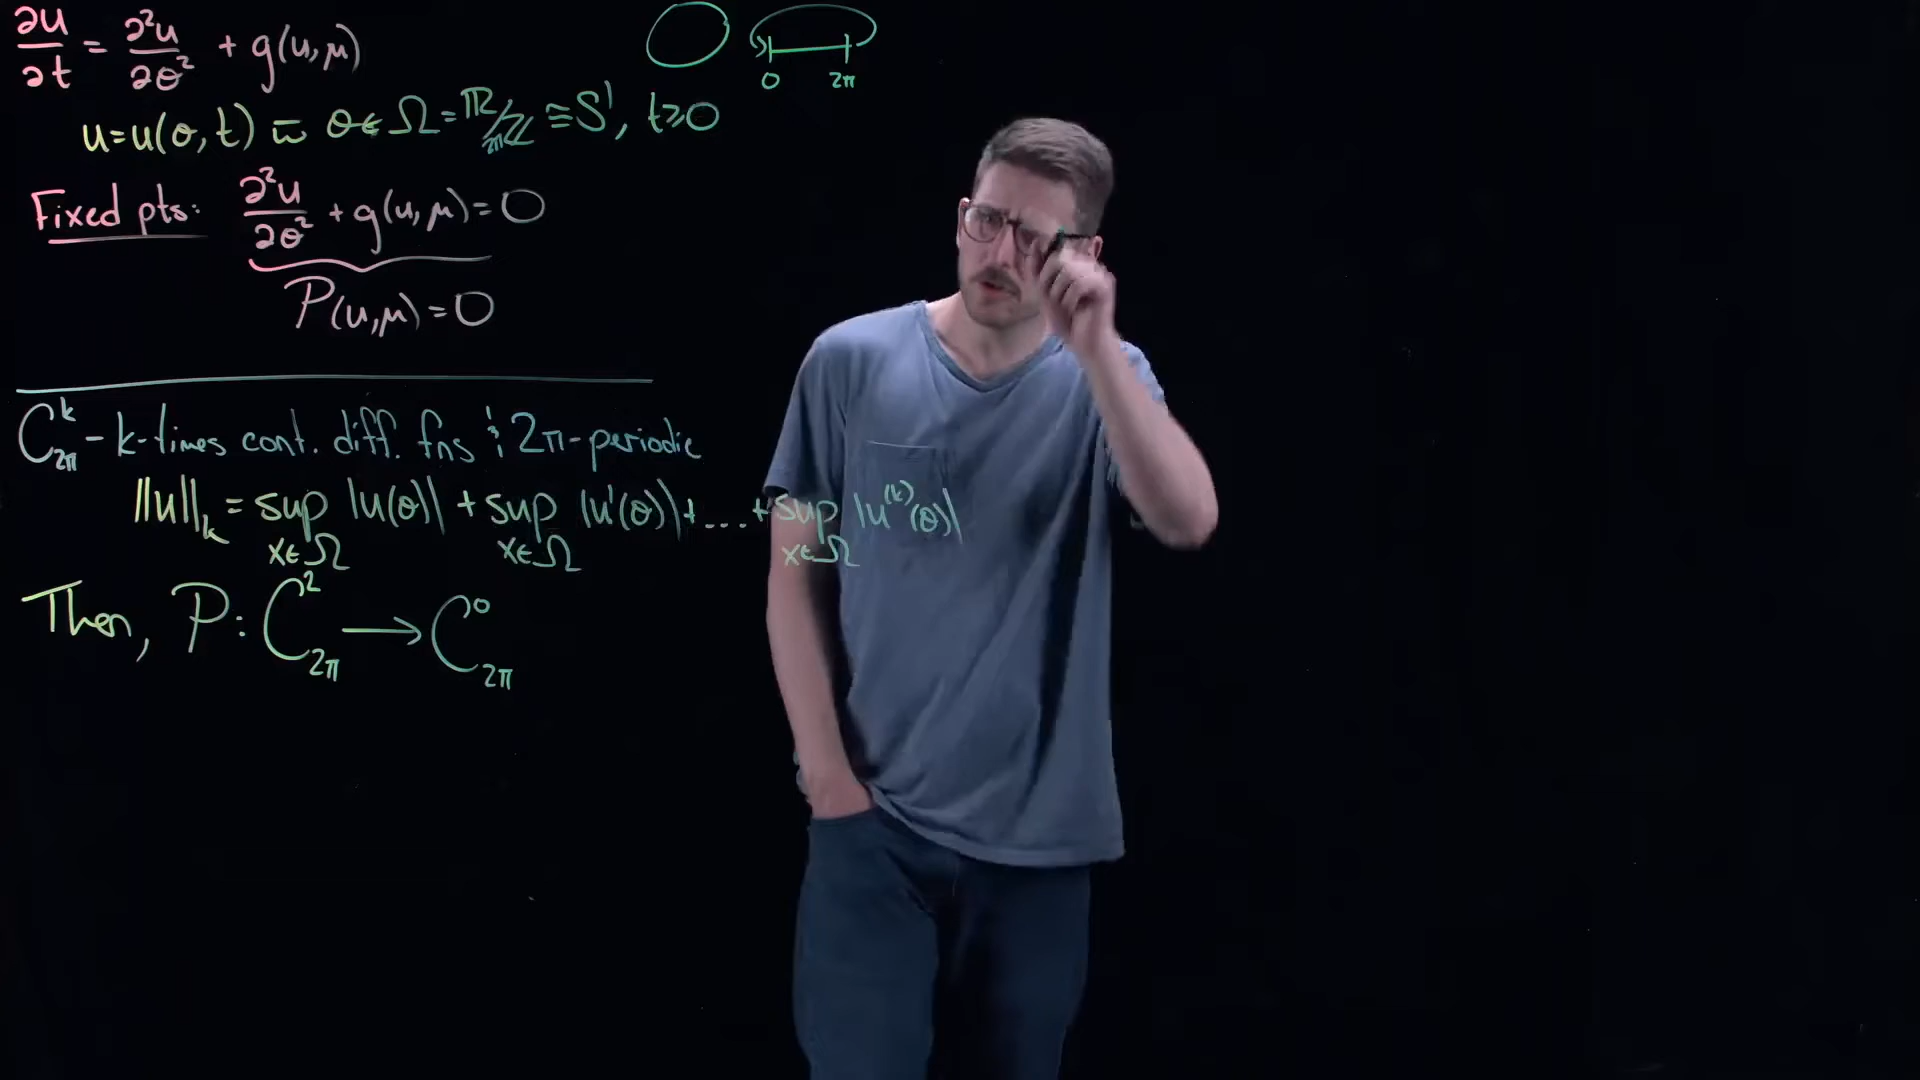 ∂u/∂t = ∂²u/∂θ² + g(u,μ)
0 2π
u=u(θ,t) w θ∈Ω=ℝ/2πℤ≅S¹, t≥0
Fixed pts: ∂²u/∂θ² + g(u,μ)=0
P(u,μ)=0
C^k_2π - k-times cont. diff. fns & 2π-periodic
||u||_k = sup_{x∈Ω} |u(θ)| + sup_{x∈Ω} |u'(θ)| + ... + sup_{x∈Ω} |u^(k)(θ)|
Then, P: C²_2π → C⁰_2π